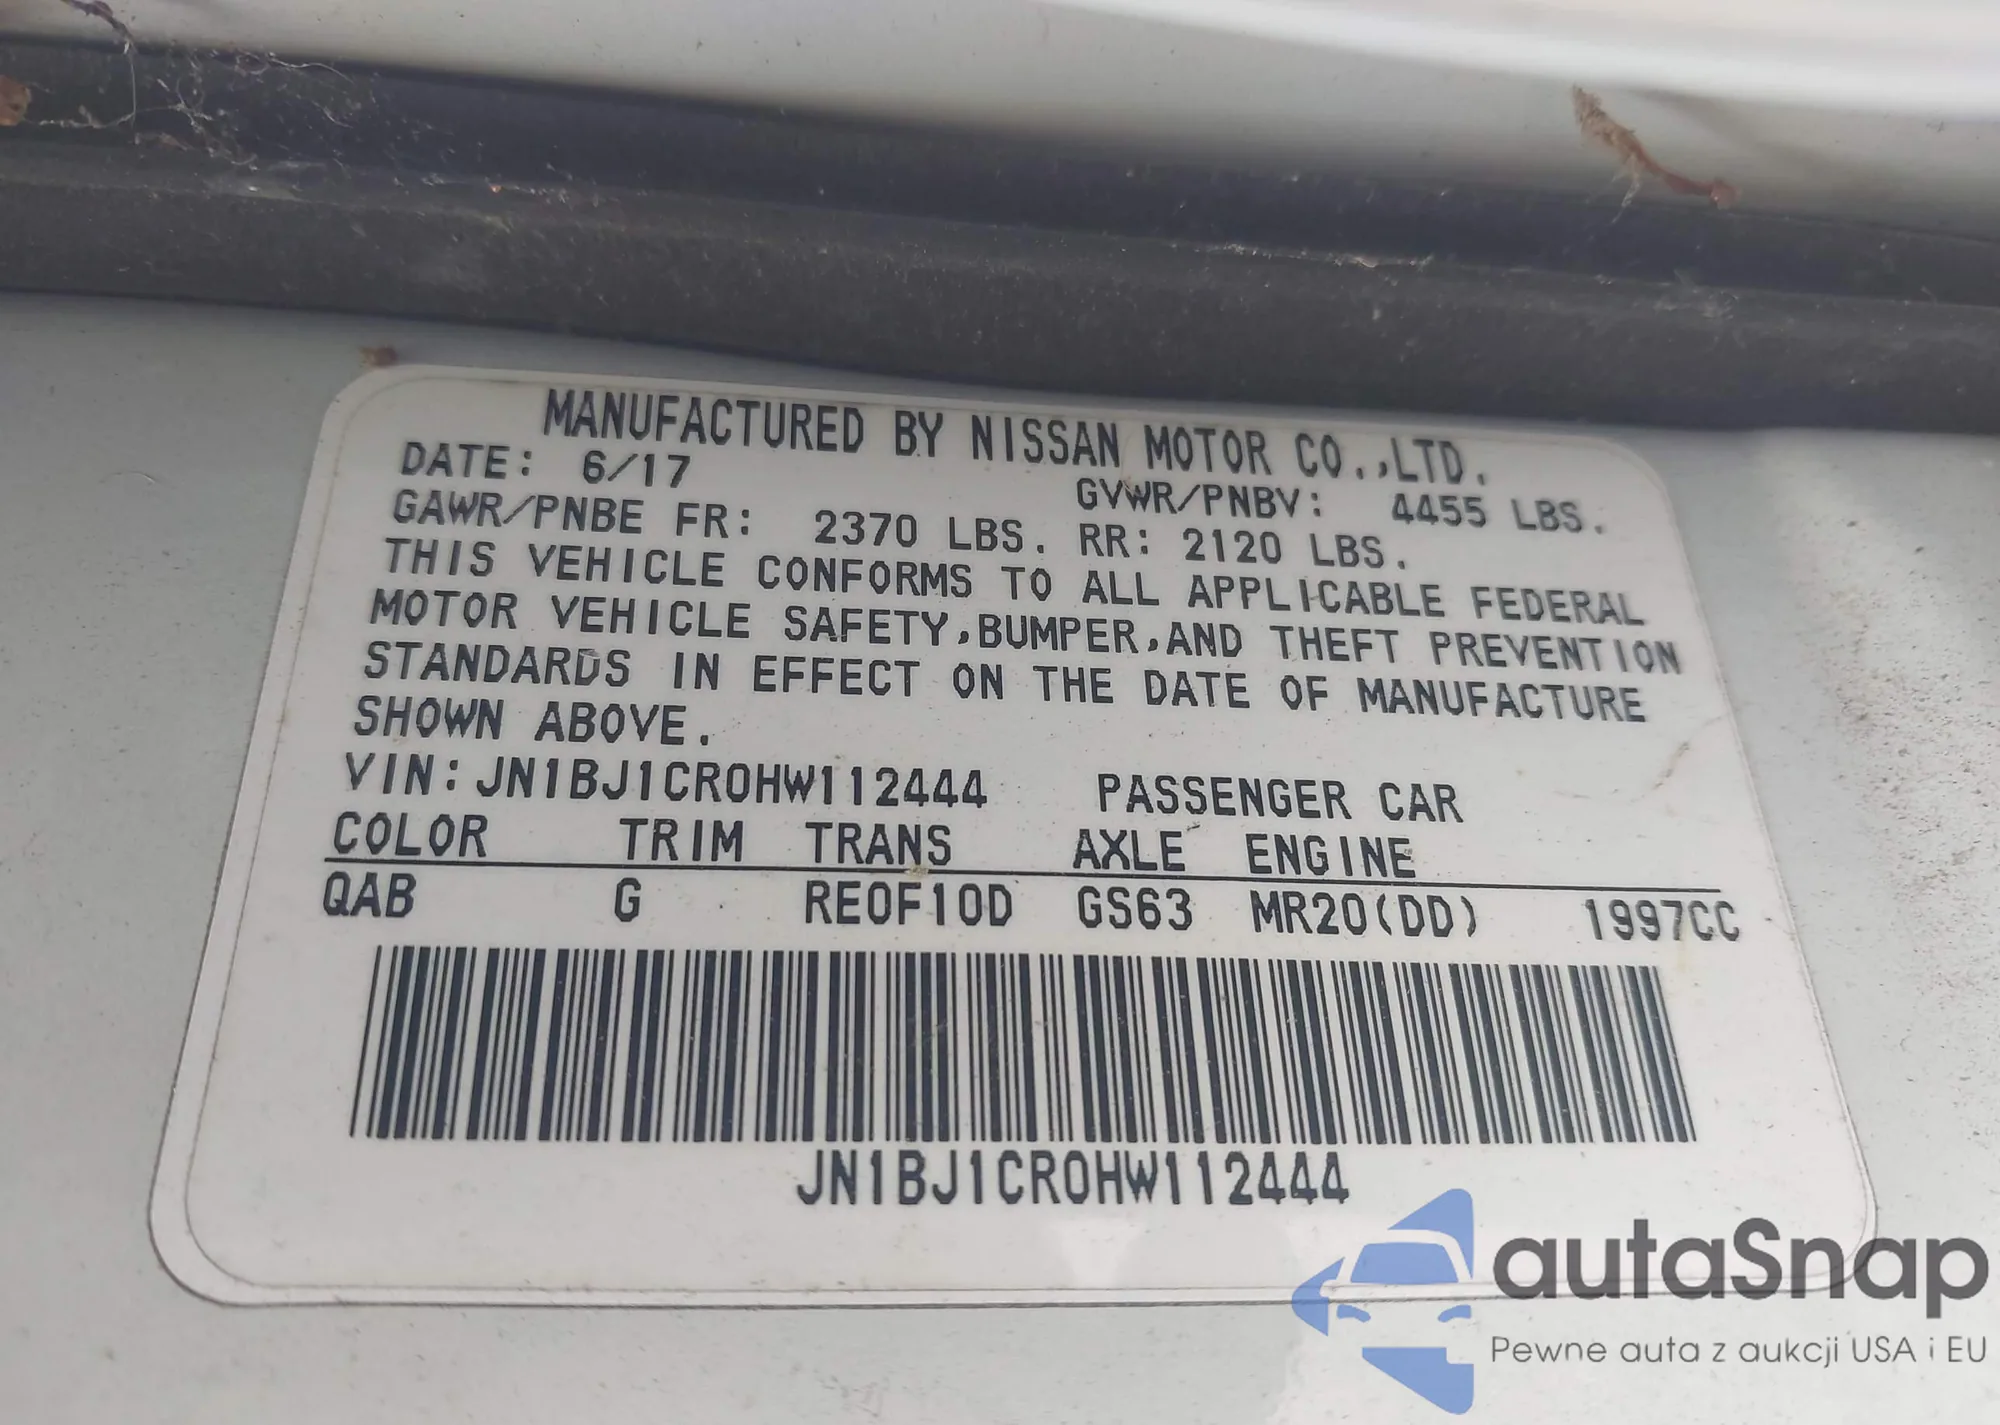 MANUFACTURED BY NISSAN MOTOR CO.,LTD.
DATE: 6/17 GVWR/PNBV: 4455 LBS.
GAWR/PNBE FR: 2370 LBS. RR: 2120 LBS.
THIS VEHICLE CONFORMS TO ALL APPLICABLE FEDERAL
MOTOR VEHICLE SAFETY,BUMPER,AND THEFT PREVENTION
STANDARDS IN EFFECT ON THE DATE OF MANUFACTURE
SHOWN ABOVE.
VIN:JN1BJ1CR0HW112444 PASSENGER CAR
COLOR TRIM TRANS AXLE ENGINE
QAB G RE0F10D GS63 MR20(DD) 1997CC
JN1BJ1CR0HW112444
autaSnap
Pewne auta z aukcji USA i EU